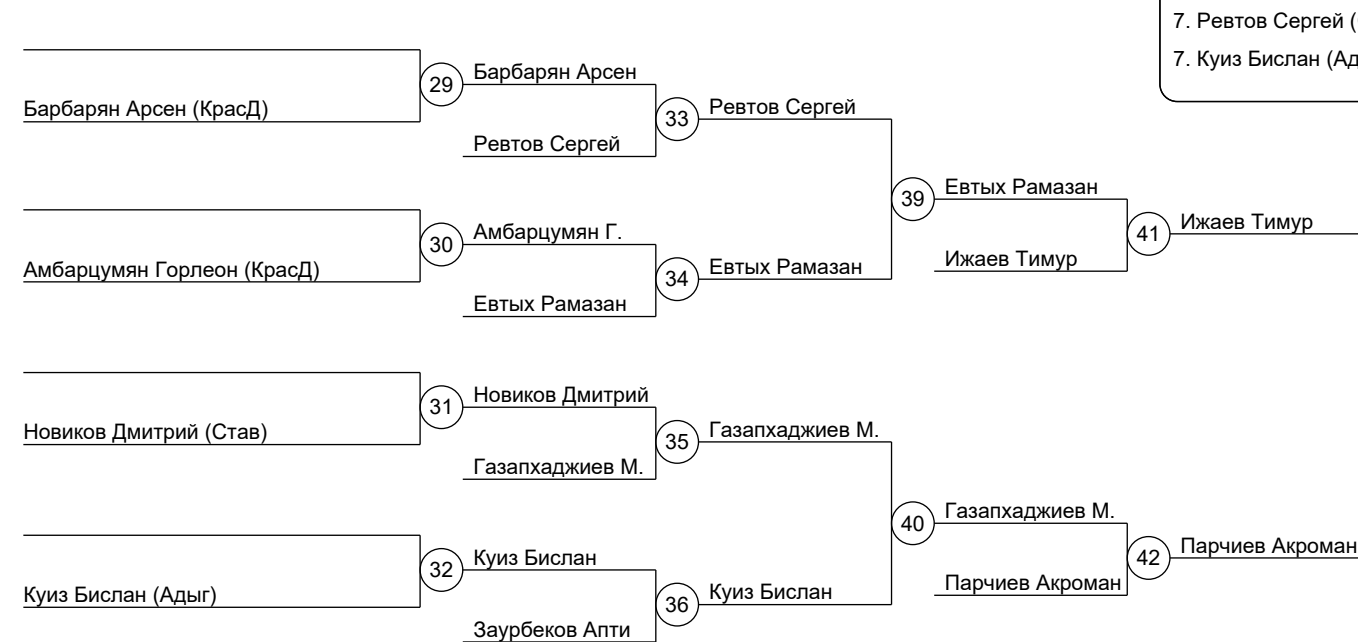 7. Ревтов Сергей (
7. Куиз Бислан (Ад
Барбарян Арсен (КрасД)
29
Барбарян Арсен
Ревтов Сергей
33
Ревтов Сергей
Амбарцумян Горлеон (КрасД)
30
Амбарцумян Г.
Евтых Рамазан
34
Евтых Рамазан
39
Евтых Рамазан
Ижаев Тимур
41
Ижаев Тимур
Новиков Дмитрий (Став)
31
Новиков Дмитрий
Газапхаджиев М.
35
Газапхаджиев М.
Куиз Бислан (Адыг)
32
Куиз Бислан
Заурбеков Апти
36
Куиз Бислан
40
Газапхаджиев М.
Парчиев Акроман
42
Парчиев Акроман